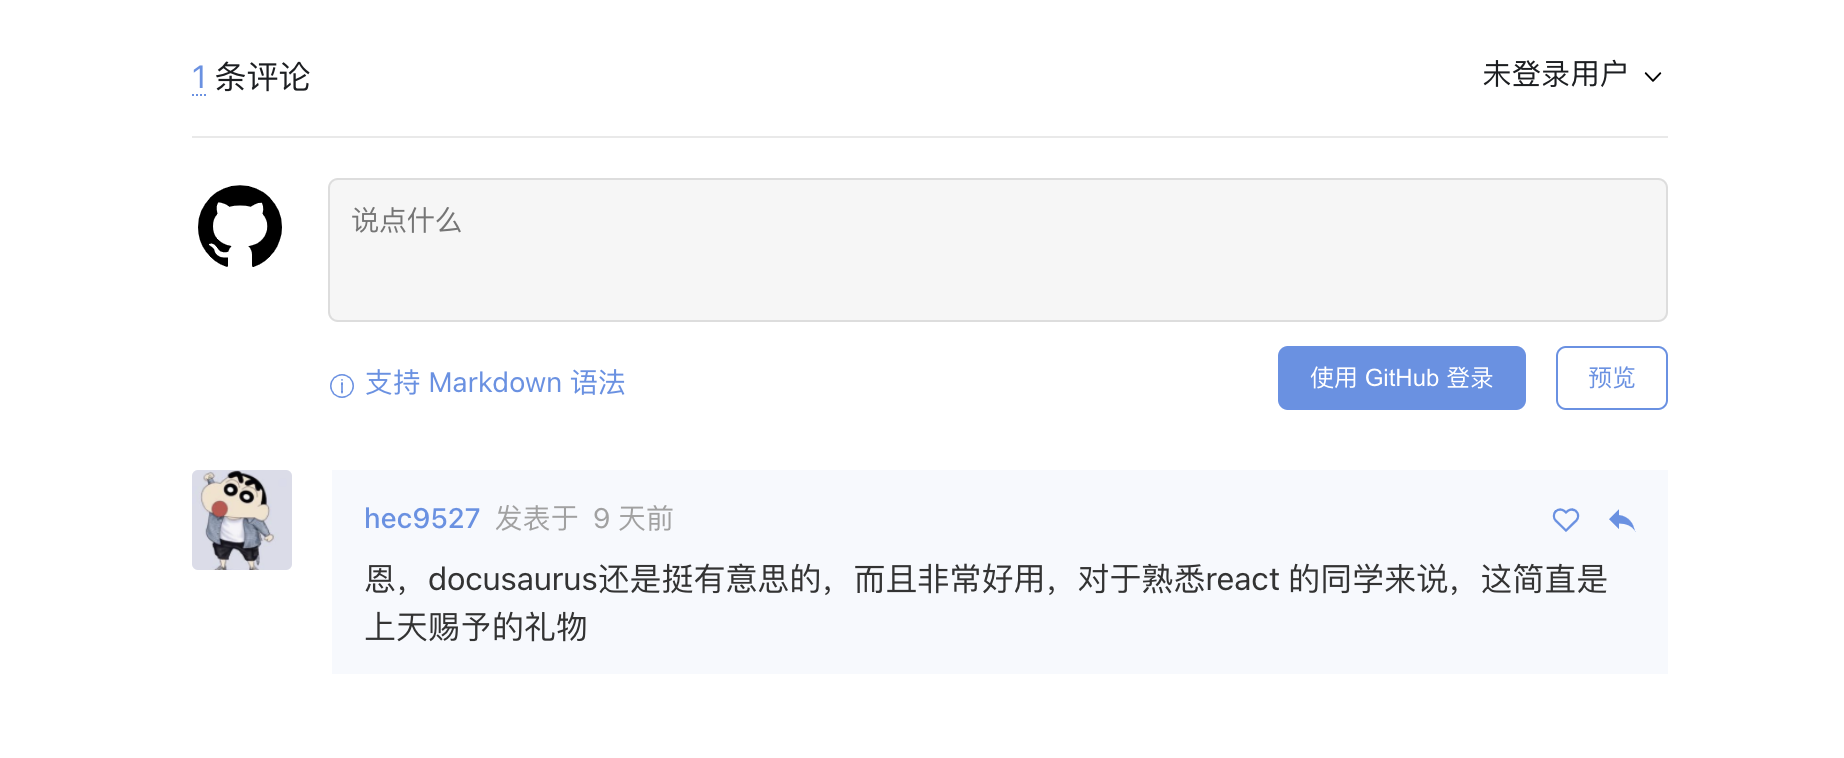 1 条评论
未登录用户
说点什么
支持 Markdown 语法
使用 GitHub 登录
预览
hec9527 发表于 9 天前
恩，docusaurus还是挺有意思的，而且非常好用，对于熟悉react 的同学来说，这简直是
上天赐予的礼物